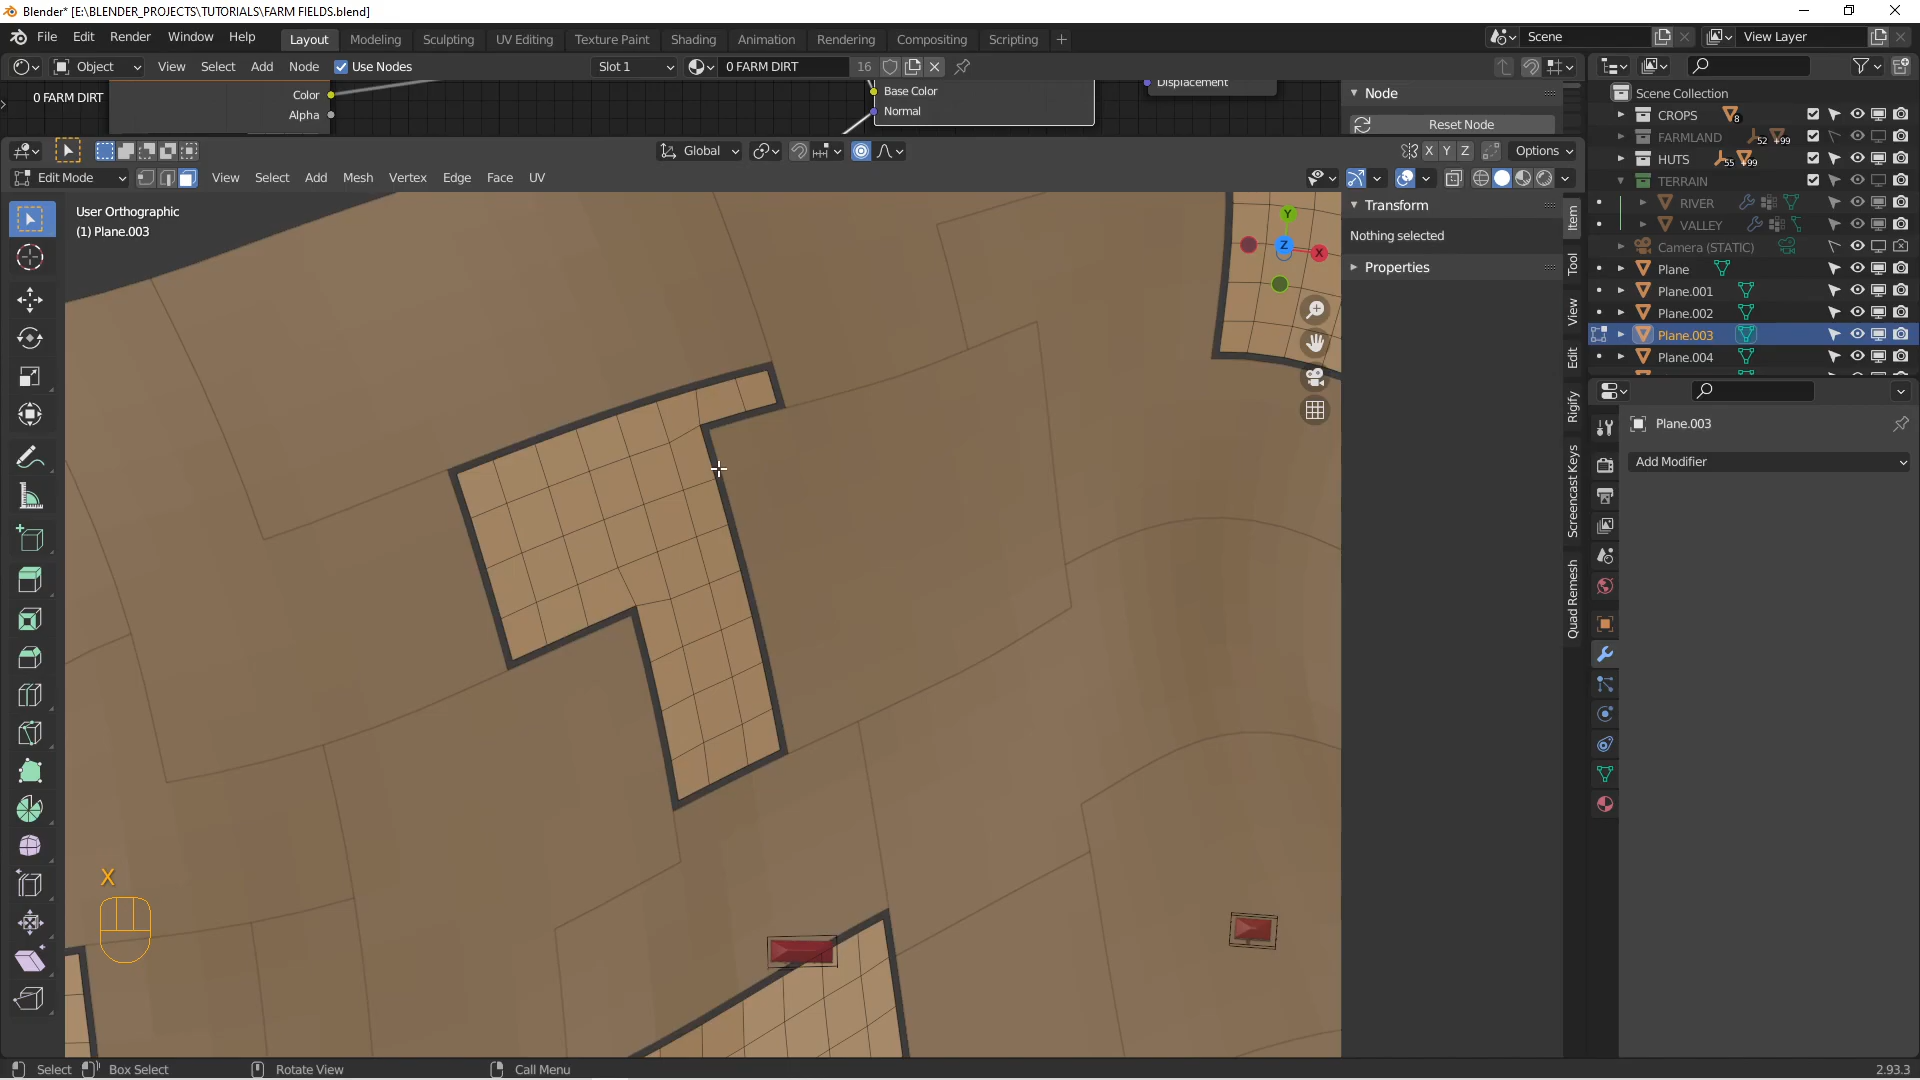 Blender* [E:\BLENDER_PROJECTS\TUTORIALS\FARM FIELDS.blend]
File Edit Render Window Help Layout Modeling Sculpting UV Editing Texture Paint Shading Animation Rendering Compositing Scripting + Scene View Layer
Object View Select Add Node Use Nodes Slot 1 0 FARM DIRT 16
0 FARM DIRT
Color
Alpha
Base Color
Normal
Displacement
Node
Reset Node
Global X Y Z Options
Edit Mode View Select Add Mesh Vertex Edge Face UV
User Orthographic
(1) Plane.003
Y
Z
X
Transform
Nothing selected
Properties
Item
Tool
View
Edit
Rigify
Screencast Keys
Quad Remesh
Scene Collection
CROPS 8
FARMLAND 52 +99
HUTS 55 +99
TERRAIN
RIVER
VALLEY
Camera (STATIC)
Plane
Plane.001
Plane.002
Plane.003
Plane.004
Plane.003
Add Modifier
X
Select Box Select Rotate View Call Menu 2.93.3